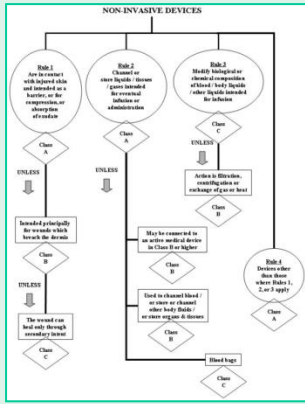 NON-INVASIVE DEVICES
Rule 1
Are in contact
with injured skin
and intended as a
barrier, or for
compression, or
absorption
of exudate
Class
A
UNLESS
Intended principally
for wounds which
breach the dermis
Class
B
UNLESS
The wound can
heal only through
secondary intent
Class
C
Rule 2
Channel or
store liquids / tissues
/ gases intended for
eventual
infusion or
administration
Class
A
UNLESS
May be connected to
an active medical device
in Class B or higher
Class
B
Used to channel blood /
or store or channel
other body fluids /
or store organs & tissues
Class
B
Blood bags
Class
C
Rule 3
Modify biological or
chemical composition
of blood / body liquids
/ other liquids intended
for infusion
Class
C
UNLESS
Action is filtration,
centrifugation or
exchange of gas or heat
Class
B
Rule 4
Devices other
than those
where Rules 1,
2, or 3 apply
Class
A